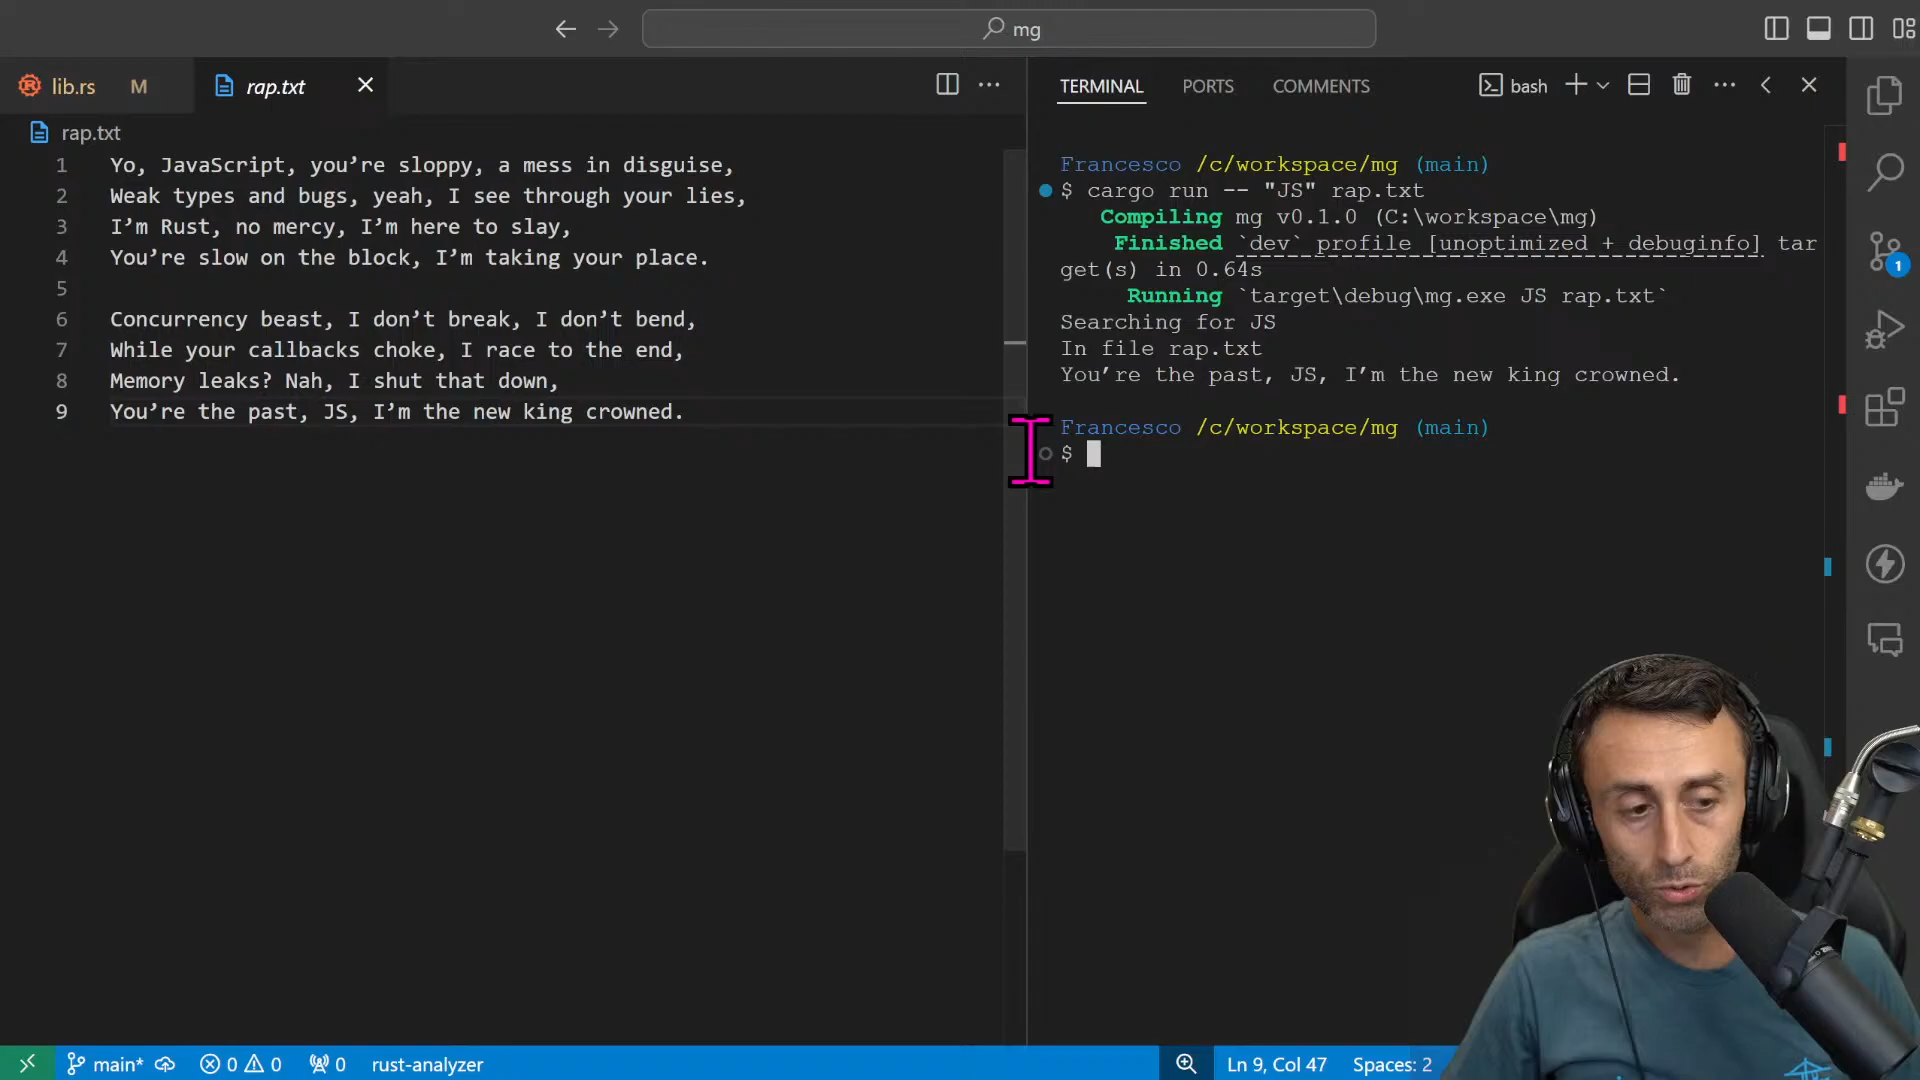 mg
lib.rs M
rap.txt
TERMINAL PORTS COMMENTS
bash
rap.txt
1 Yo, JavaScript, you’re sloppy, a mess in disguise,
2 Weak types and bugs, yeah, I see through your lies,
3 I’m Rust, no mercy, I’m here to slay,
4 You’re slow on the block, I’m taking your place.
5
6 Concurrency beast, I don’t break, I don’t bend,
7 While your callbacks choke, I race to the end,
8 Memory leaks? Nah, I shut that down,
9 You’re the past, JS, I’m the new king crowned.
Francesco /c/workspace/mg (main)
$ cargo run -- "JS" rap.txt
Compiling mg v0.1.0 (C:\workspace\mg)
Finished `dev` profile [unoptimized + debuginfo] tar
get(s) in 0.64s
Running `target\debug\mg.exe JS rap.txt`
Searching for JS
In file rap.txt
You’re the past, JS, I’m the new king crowned.
Francesco /c/workspace/mg (main)
$
1
main* 0 0 0 rust-analyzer Ln 9, Col 47 Spaces: 2